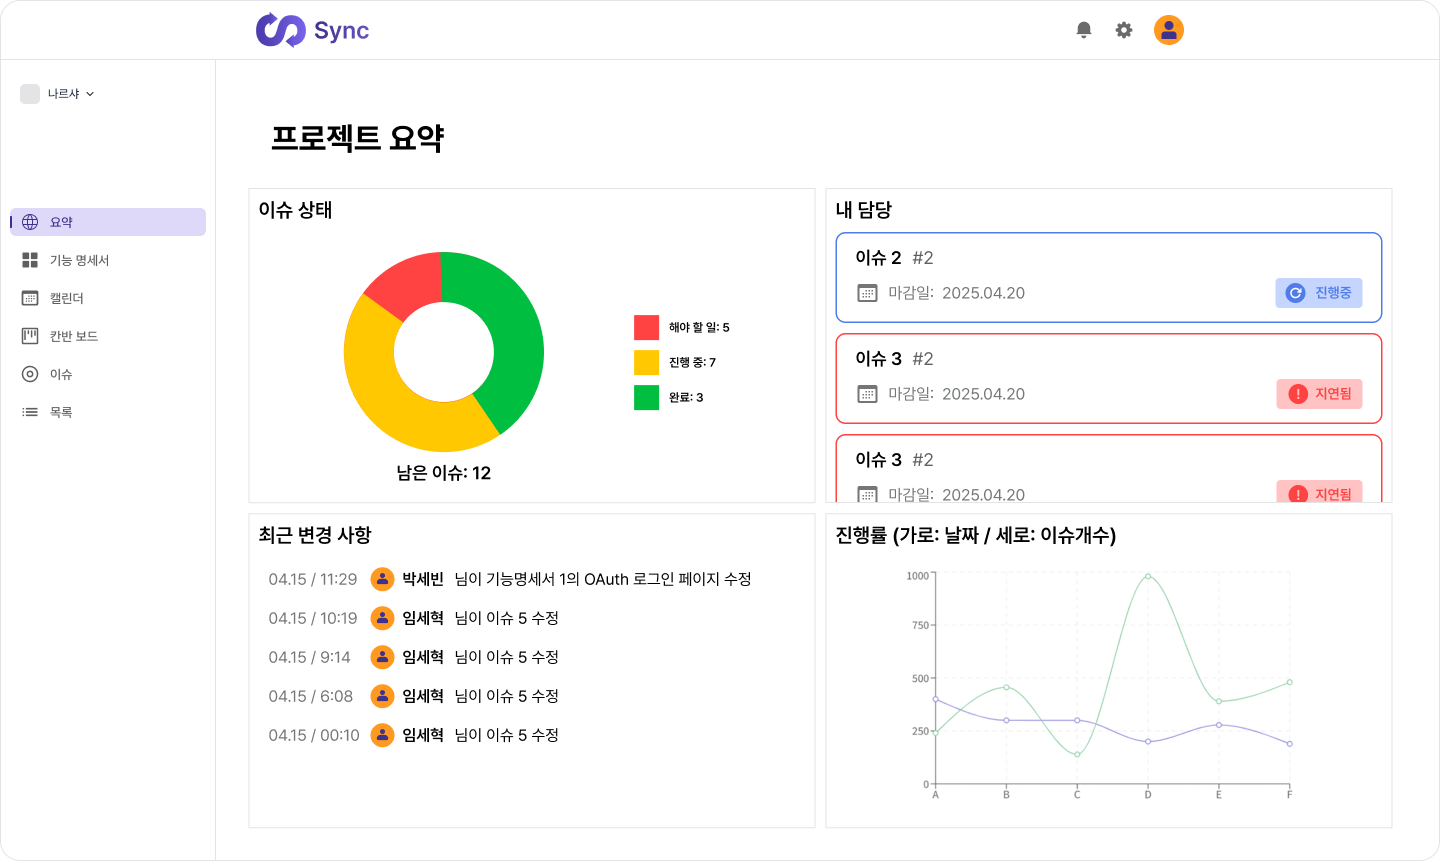 Sync
나르샤
요약
기능 명세서
캘린더
칸반 보드
이슈
목록
프로젝트 요약
이슈 상태
해야 할 일: 5
진행 중: 7
완료: 3
남은 이슈: 12
내 담당
이슈 2 #2
마감일: 2025.04.20
진행중
이슈 3 #2
마감일: 2025.04.20
지연됨
이슈 3 #2
마감일: 2025.04.20
지연됨
최근 변경 사항
04.15 / 11:29 박세빈 님이 기능명세서 1의 OAuth 로그인 페이지 수정
04.15 / 10:19 임세혁 님이 이슈 5 수정
04.15 / 9:14 임세혁 님이 이슈 5 수정
04.15 / 6:08 임세혁 님이 이슈 5 수정
04.15 / 00:10 임세혁 님이 이슈 5 수정
진행률 (가로: 날짜 / 세로: 이슈개수)
1000
750
500
250
0
A B C D E F